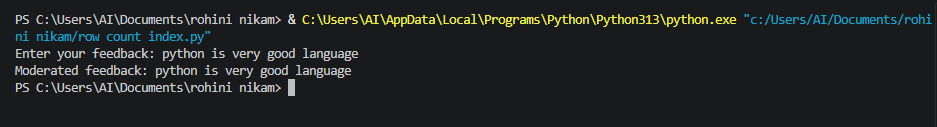 PS C:\Users\AI\Documents\rohini nikam> & C:\Users\AI\AppData\Local\Programs\Python\Python313\python.exe "c:/Users/AI/Documents/rohi
ni nikam/row count index.py"
Enter your feedback: python is very good language
Moderated feedback: python is very good language
PS C:\Users\AI\Documents\rohini nikam>